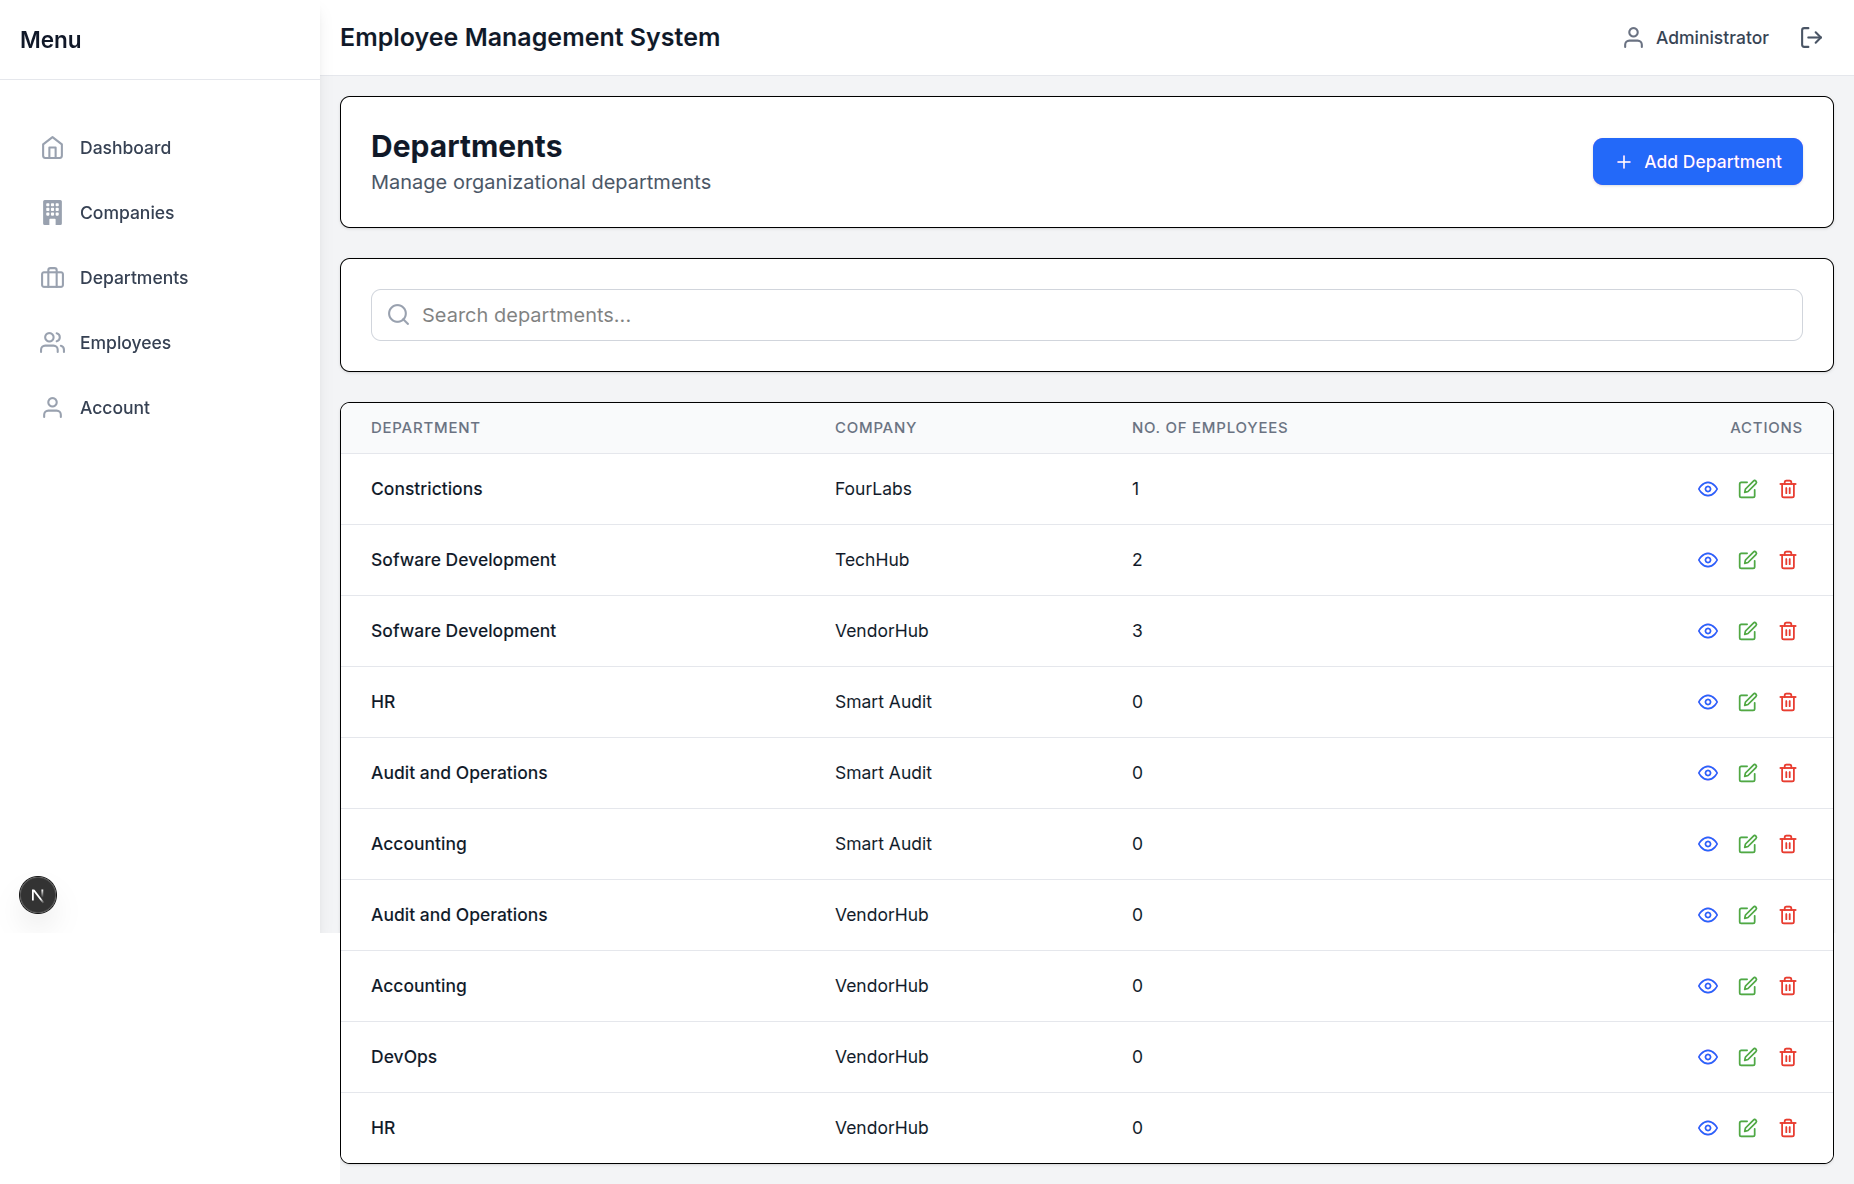 Menu
Employee Management System
Administrator
Dashboard
Companies
Departments
Employees
Account
Departments
Manage organizational departments
Add Department
Search departments...
DEPARTMENT COMPANY NO. OF EMPLOYEES ACTIONS
Constrictions FourLabs 1
Sofware Development TechHub 2
Sofware Development VendorHub 3
HR Smart Audit 0
Audit and Operations Smart Audit 0
Accounting Smart Audit 0
Audit and Operations VendorHub 0
Accounting VendorHub 0
DevOps VendorHub 0
HR VendorHub 0
N